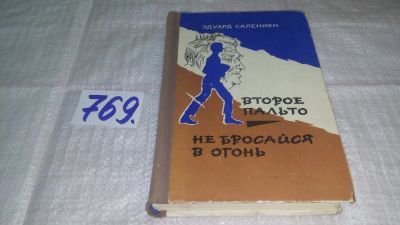 ЭДУАРД САЛЕНИЕК
ВТОРОЕ
ПАЛЬТО
НЕ БРОСАЙСЯ
В ОГОНЬ
769.